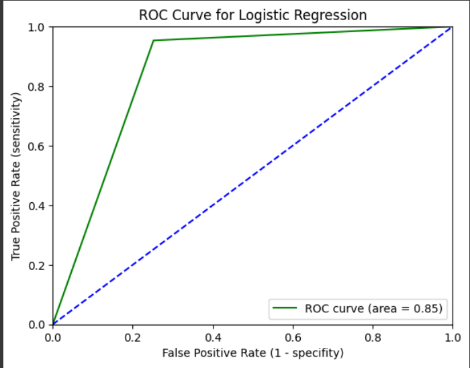 ROC Curve for Logistic Regression
True Positive Rate (sensitivity)
1.0
0.8
0.6
0.4
0.2
0.0
ROC curve (area = 0.85)
0.0 0.2 0.4 0.6 0.8 1.0
False Positive Rate (1 - specifity)